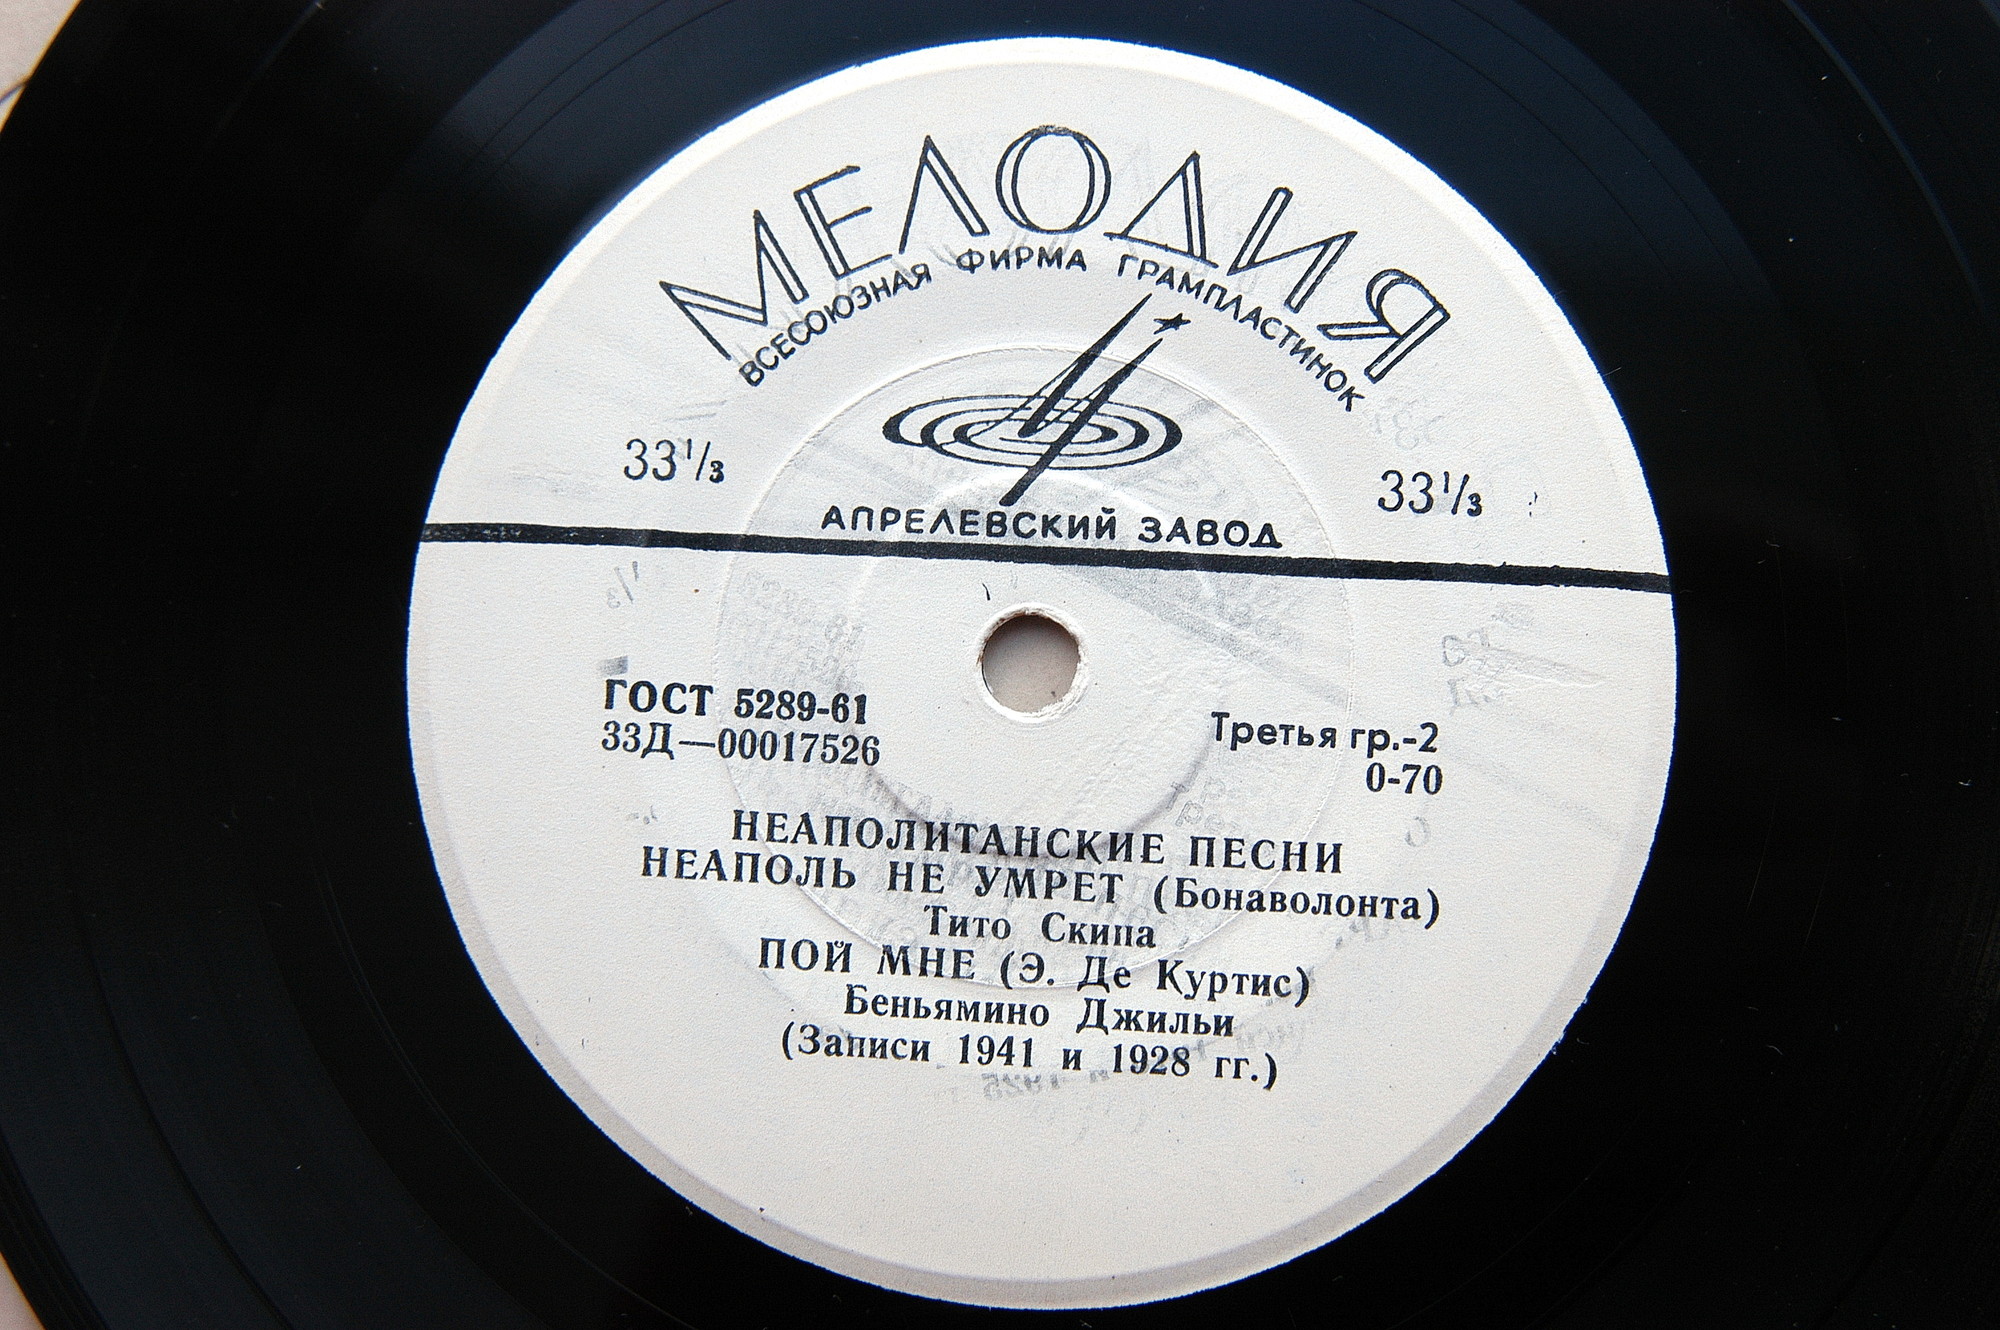 МЕЛОДИЯ
ВСЕСОЮЗНАЯ ФИРМА ГРАМПЛАСТИНОК
33⅓ 33⅓
АПРЕЛЕВСКИЙ ЗАВОД
ГОСТ 5289-61
33Д—00017526
Третья гр.-2
0-70
НЕАПОЛИТАНСКИЕ ПЕСНИ
НЕАПОЛЬ НЕ УМРЕТ (Бонаволонта)
Тито Скипа
ПОЙ МНЕ (Э. Де Куртис)
Беньямино Джильи
(Записи 1941 и 1928 гг.)